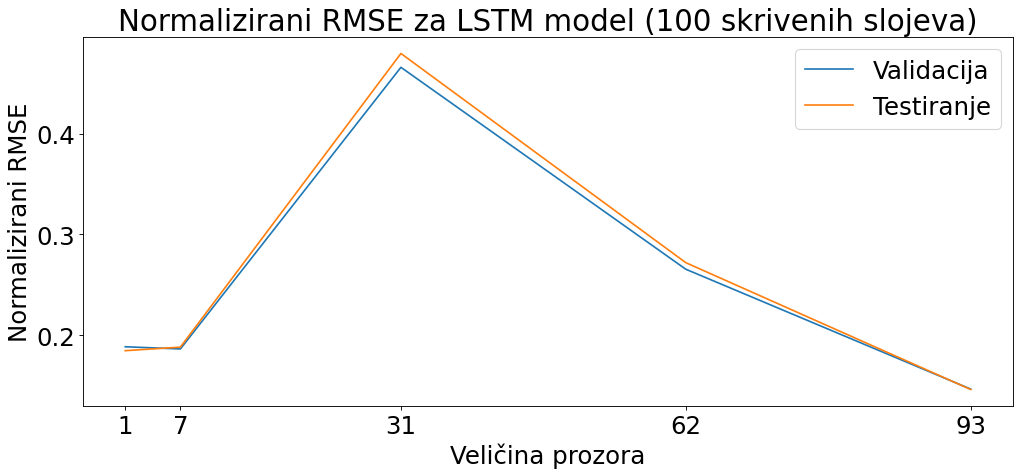 Normalizirani RMSE za LSTM model (100 skrivenih slojeva)
Validacija
Testiranje
Normalizirani RMSE
0.4
0.3
0.2
1 7 31 62 93
Veličina prozora